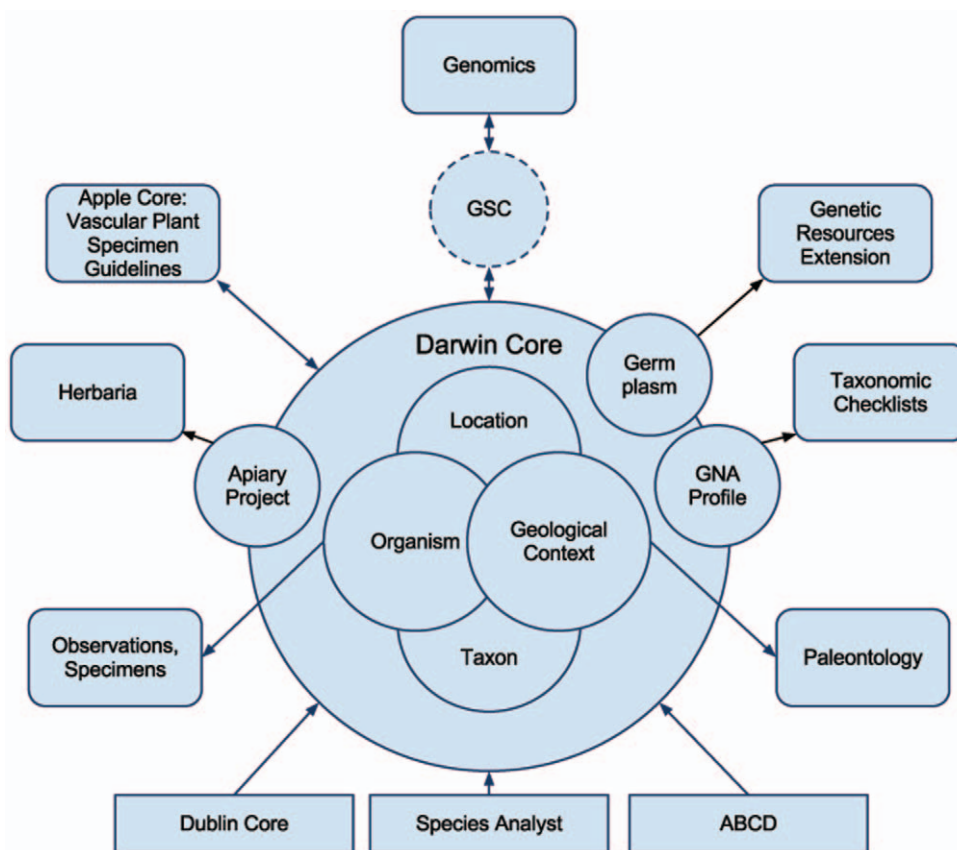 Genomics
GSC
Apple Core:
Vascular Plant
Specimen
Guidelines
Genetic
Resources
Extension
Darwin Core
Germ
plasm
Herbaria
Location
Taxonomic
Checklists
Apiary
Project
GNA
Profile
Organism
Geological
Context
Observations,
Specimens
Taxon
Paleontology
Dublin Core
Species Analyst
ABCD